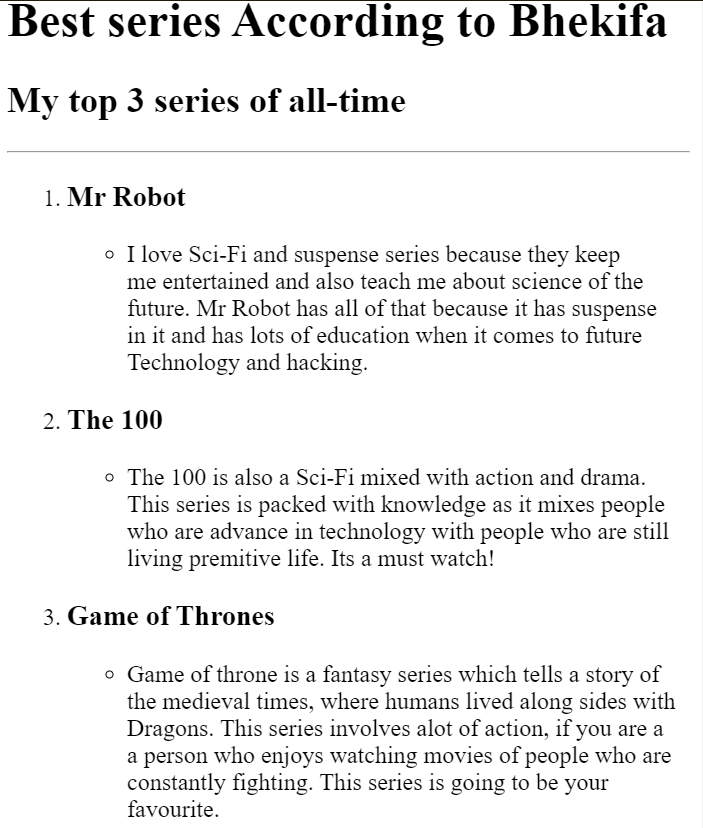 Best series According to Bhekifa
My top 3 series of all-time
1. Mr Robot
I love Sci-Fi and suspense series because they keep
me entertained and also teach me about science of the
future. Mr Robot has all of that because it has suspense
in it and has lots of education when it comes to future
Technology and hacking.
2. The 100
The 100 is also a Sci-Fi mixed with action and drama.
This series is packed with knowledge as it mixes people
who are advance in technology with people who are still
living premitive life. Its a must watch!
3. Game of Thrones
Game of throne is a fantasy series which tells a story of
the medieval times, where humans lived along sides with
Dragons. This series involves alot of action, if you are a
a person who enjoys watching movies of people who are
constantly fighting. This series is going to be your
favourite.